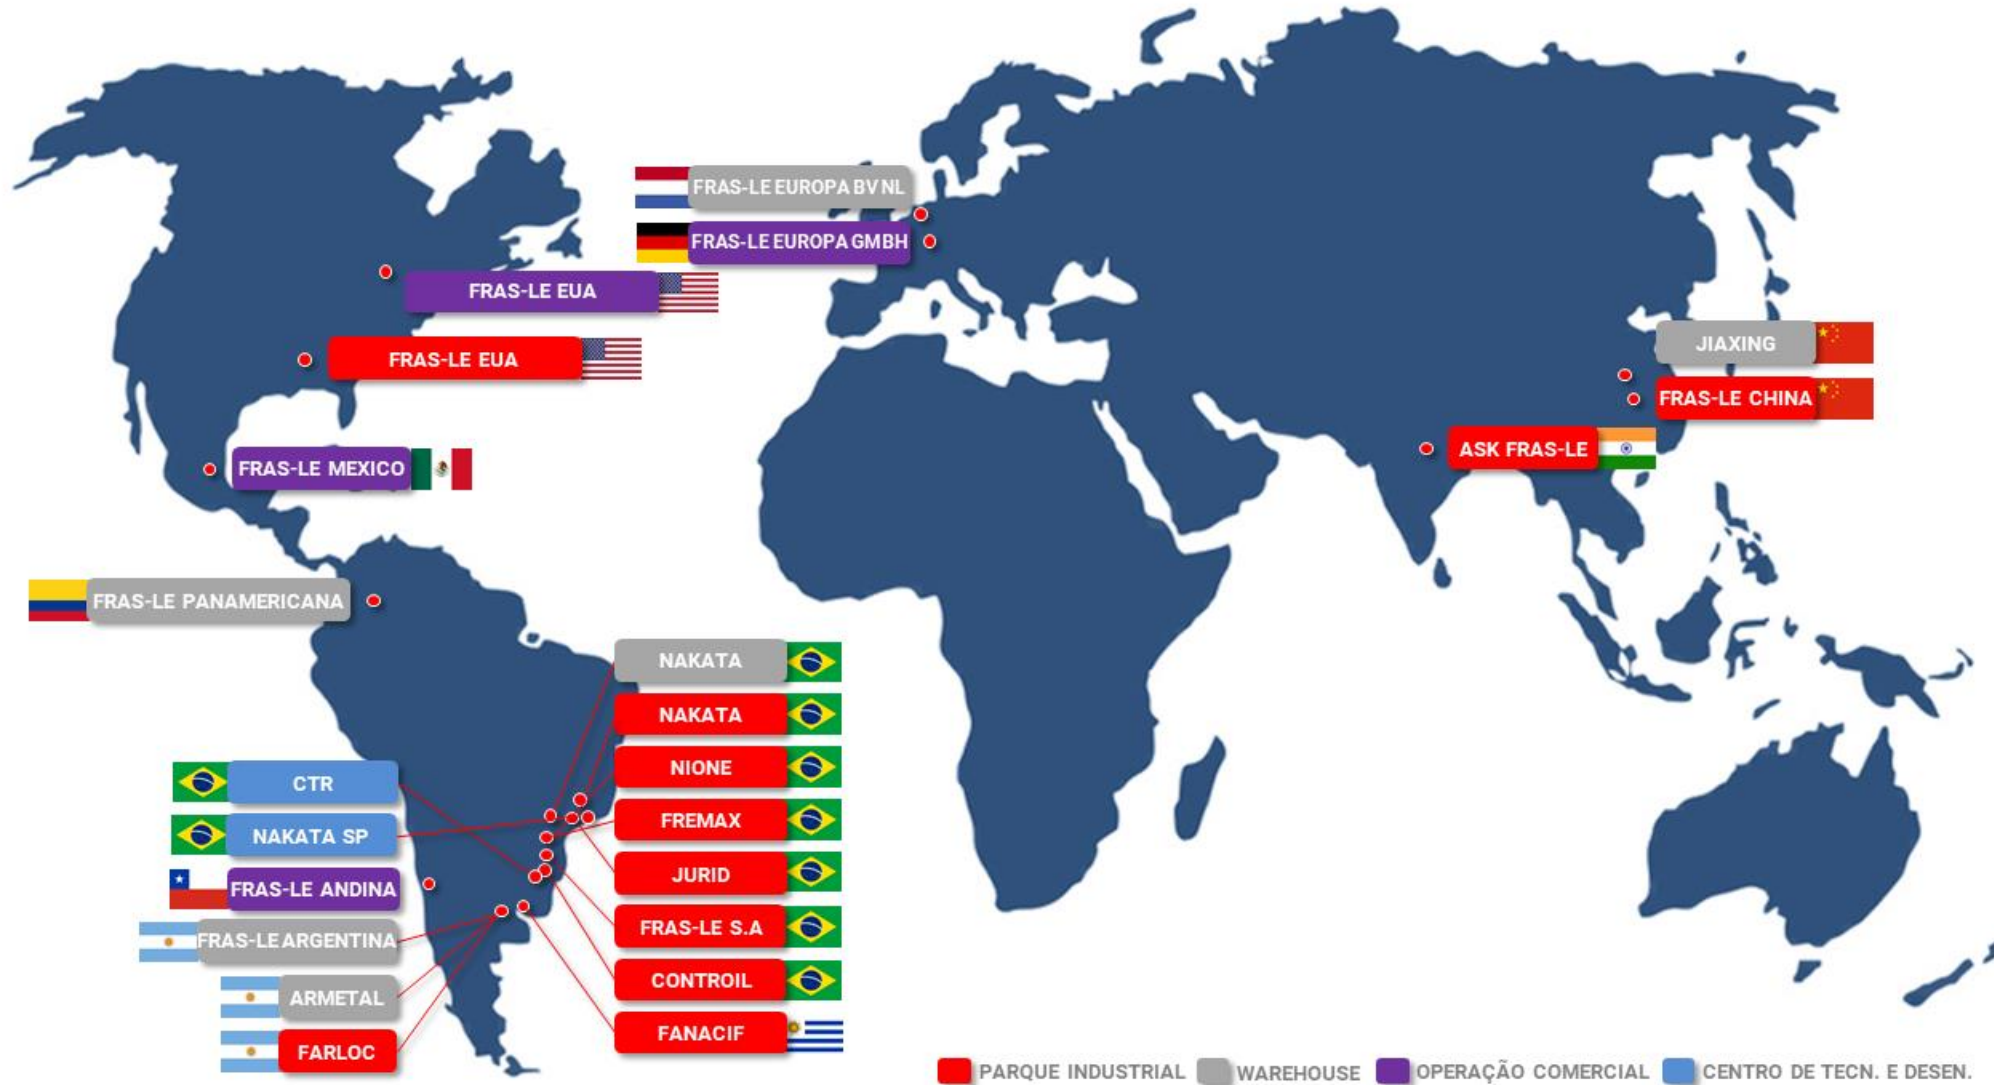 FRAS-LE EUROPA BV NL
FRAS-LE EUROPA GMBH
FRAS-LE EUA
FRAS-LE EUA
FRAS-LE MEXICO
JIAXING
FRAS-LE CHINA
ASK FRAS-LE
FRAS-LE PANAMERICANA
NAKATA
NAKATA
NIONE
FREMAX
JURID
FRAS-LE S.A
CONTROIL
FANACIF
CTR
NAKATA SP
FRAS-LE ANDINA
FRAS-LE ARGENTINA
ARMETAL
FARLOC
PARQUE INDUSTRIAL WAREHOUSE OPERAÇÃO COMERCIAL CENTRO DE TECN. E DESEN.